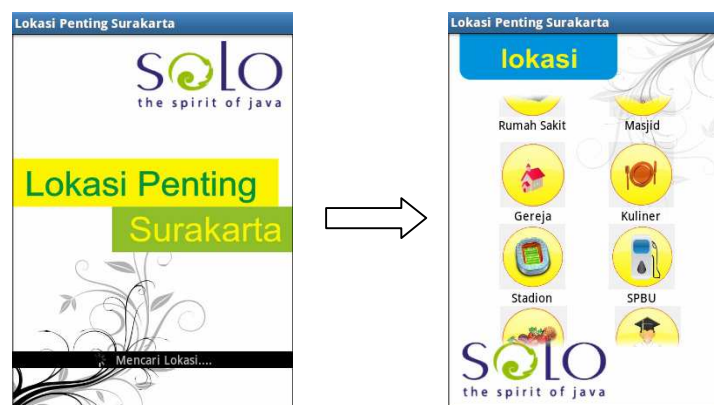 Lokasi Penting Surakarta
SOLO
the spirit of java
Lokasi Penting
Surakarta
Mencari Lokasi....
Lokasi Penting Surakarta
lokasi
Rumah Sakit Masjid
Gereja Kuliner
Stadion SPBU
SOLO
the spirit of java